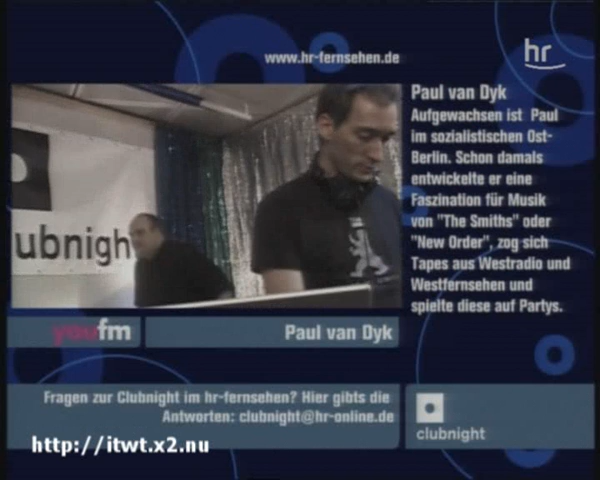 www.hr-fernsehen.de
hr
Paul van Dyk
Aufgewachsen ist Paul
im sozialistischen Ost-
Berlin. Schon damals
entwickelte er eine
Faszination für Musik
von "The Smiths" oder
"New Order", zog sich
Tapes aus Westradio und
Westfernsehen und
spielte diese auf Partys.
ubnigh
youfm
Paul van Dyk
Fragen zur Clubnight im hr-fernsehen? Hier gibts die
Antworten: clubnight@hr-online.de
clubnight
http://itwt.x2.nu